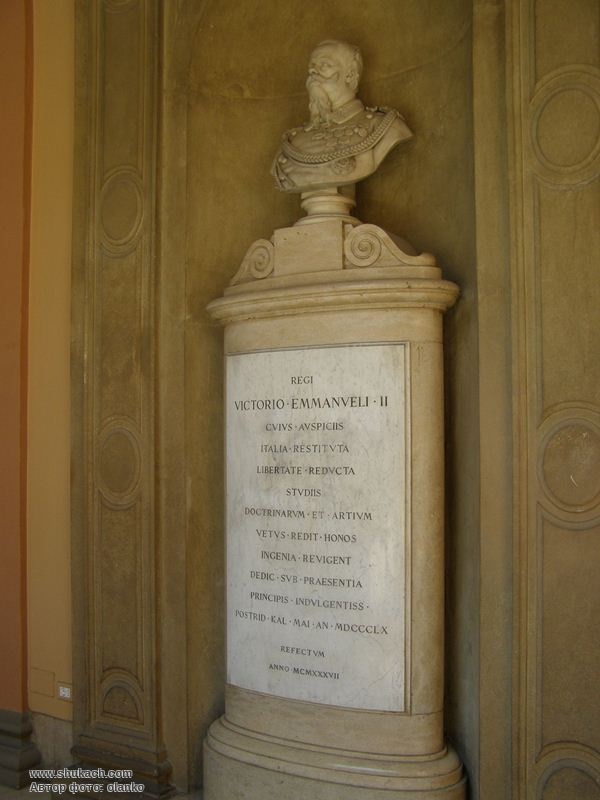 REGI
VICTORIO · EMMANVELI · II
CVIVS · AVSPICIIS
ITALIA · RESTITVTA
LIBERTATE · REDVCTA
STVDIIS
DOCTRINARVM · ET · ARTIVM
VETVS · REDIT · HONOS
INGENIA · REVIGENT
DEDIC · SVB · PRAESENTIA
PRINCIPIS · INDVLGENTISS ·
POSTRID · KAL · MAI · AN · MDCCCLX
REFECTVM
ANNO · MCMXXXVII
www.shukach.com
Автор фото: olanko